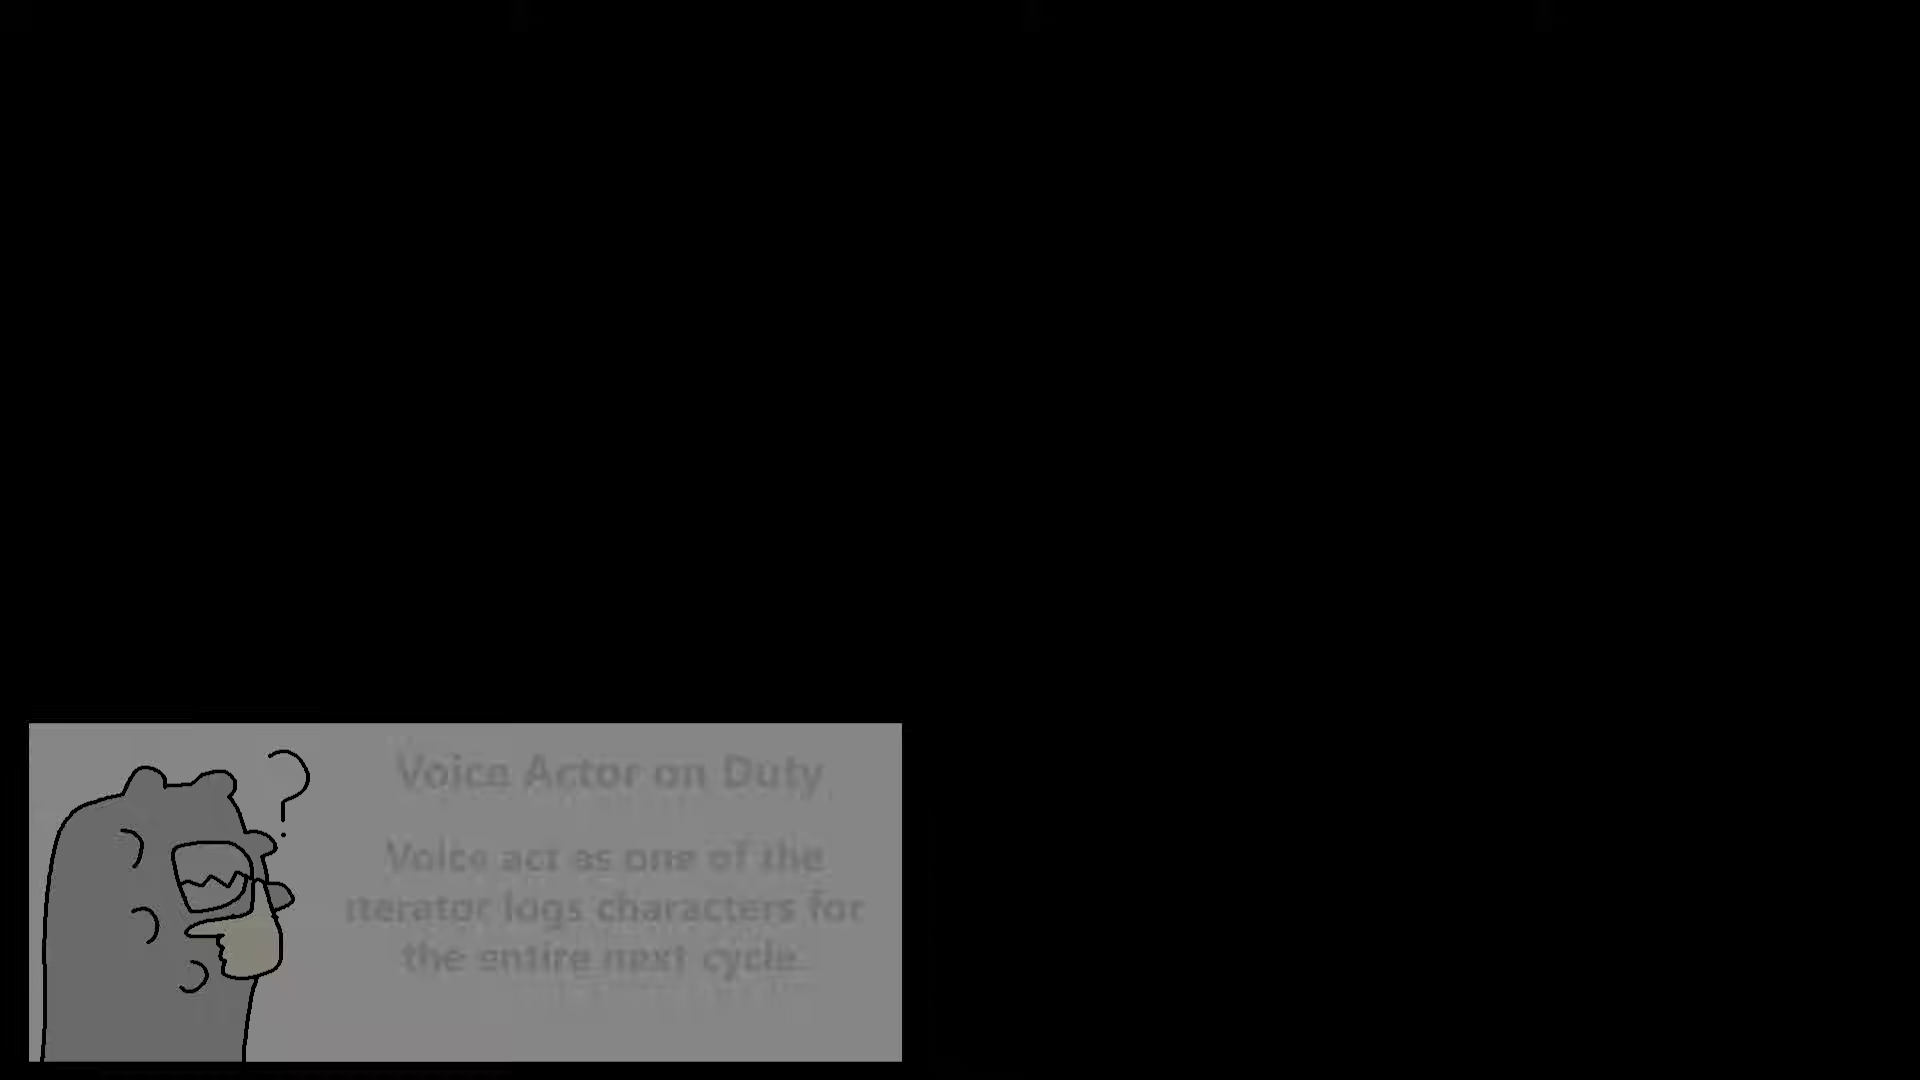 ?
Voice Actor on Duty
Voice act as one of the
iterator logs characters for
the entire next cycle.